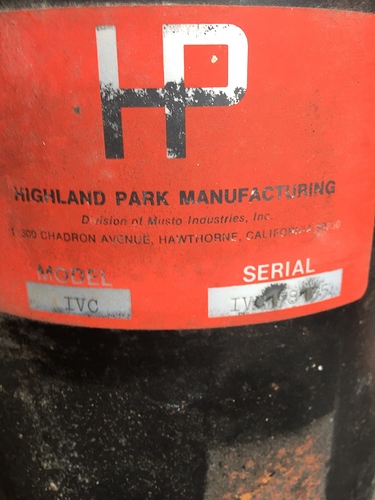 HP
HIGHLAND PARK MANUFACTURING
Division of Musto Industries, Inc.
CHADRON AVENUE, HAWTHORNE, CALIFORNIA
MODEL
SERIAL
IVC